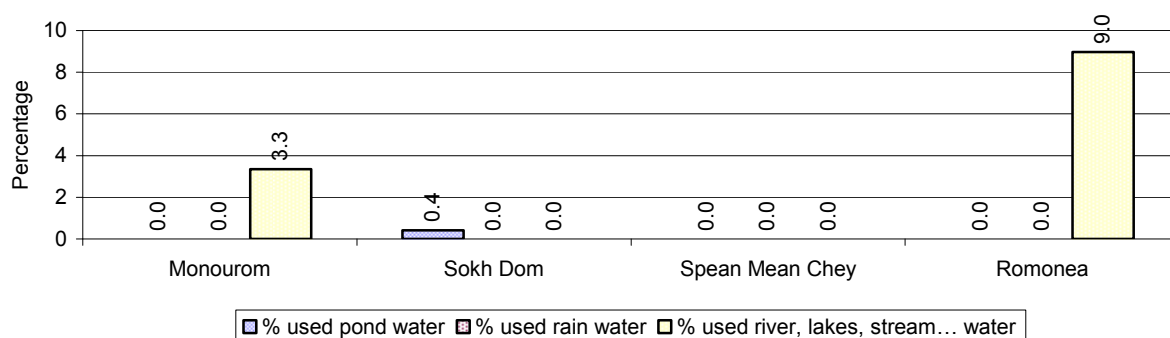 Percentage
10
8
6
4
2
0
0.0 0.0 3.3 0.4 0.0 0.0 0.0 0.0 0.0 0.0 0.0 9.0
Monourom Sokh Dom Spean Mean Chey Romonea
% used pond water % used rain water % used river, lakes, stream… water